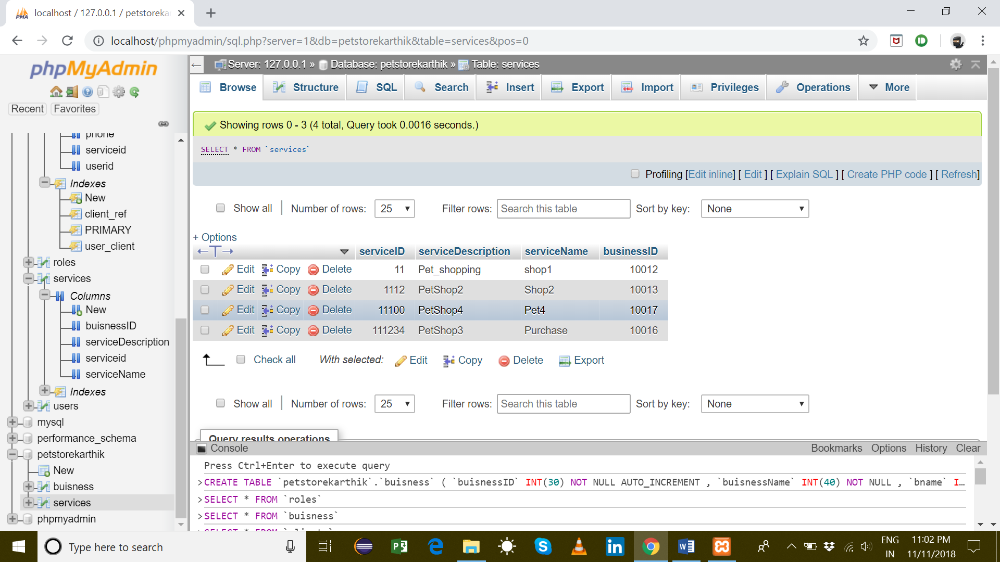 localhost / 127.0.0.1 / petstoreka
localhost/phpmyadmin/sql.php?server=1&db=petstorekarthik&table=services&pos=0
phpMyAdmin
Recent Favorites
phone
serviceid
userid
Indexes
New
client_ref
PRIMARY
user_client
roles
services
Columns
New
buisnessID
serviceDescription
serviceid
serviceName
Indexes
users
mysql
performance_schema
petstorekarthik
New
buisness
services
phpmyadmin
Server: 127.0.0.1 » Database: petstorekarthik » Table: services
Browse Structure SQL Search Insert Export Import Privileges Operations More
Showing rows 0 - 3 (4 total, Query took 0.0016 seconds.)
SELECT * FROM `services`
Profiling [Edit inline] [ Edit ] [ Explain SQL ] [ Create PHP code ] [ Refresh]
Show all Number of rows: 25 Filter rows: Search this table Sort by key: None
+ Options
serviceID serviceDescription serviceName businessID
Edit Copy Delete 11 Pet_shopping shop1 10012
Edit Copy Delete 1112 PetShop2 Shop2 10013
Edit Copy Delete 11100 PetShop4 Pet4 10017
Edit Copy Delete 111234 PetShop3 Purchase 10016
Check all With selected: Edit Copy Delete Export
Show all Number of rows: 25 Filter rows: Search this table Sort by key: None
Query results operations
Console Bookmarks Options History Clear
Press Ctrl+Enter to execute query
>CREATE TABLE `petstorekarthik`.`buisness` ( `buisnessID` INT(30) NOT NULL AUTO_INCREMENT , `buisnessName` INT(40) NOT NULL , `bname` I…
>SELECT * FROM `roles`
>SELECT * FROM `buisness`
Type here to search
ENG
IN
11:02 PM
11/11/2018